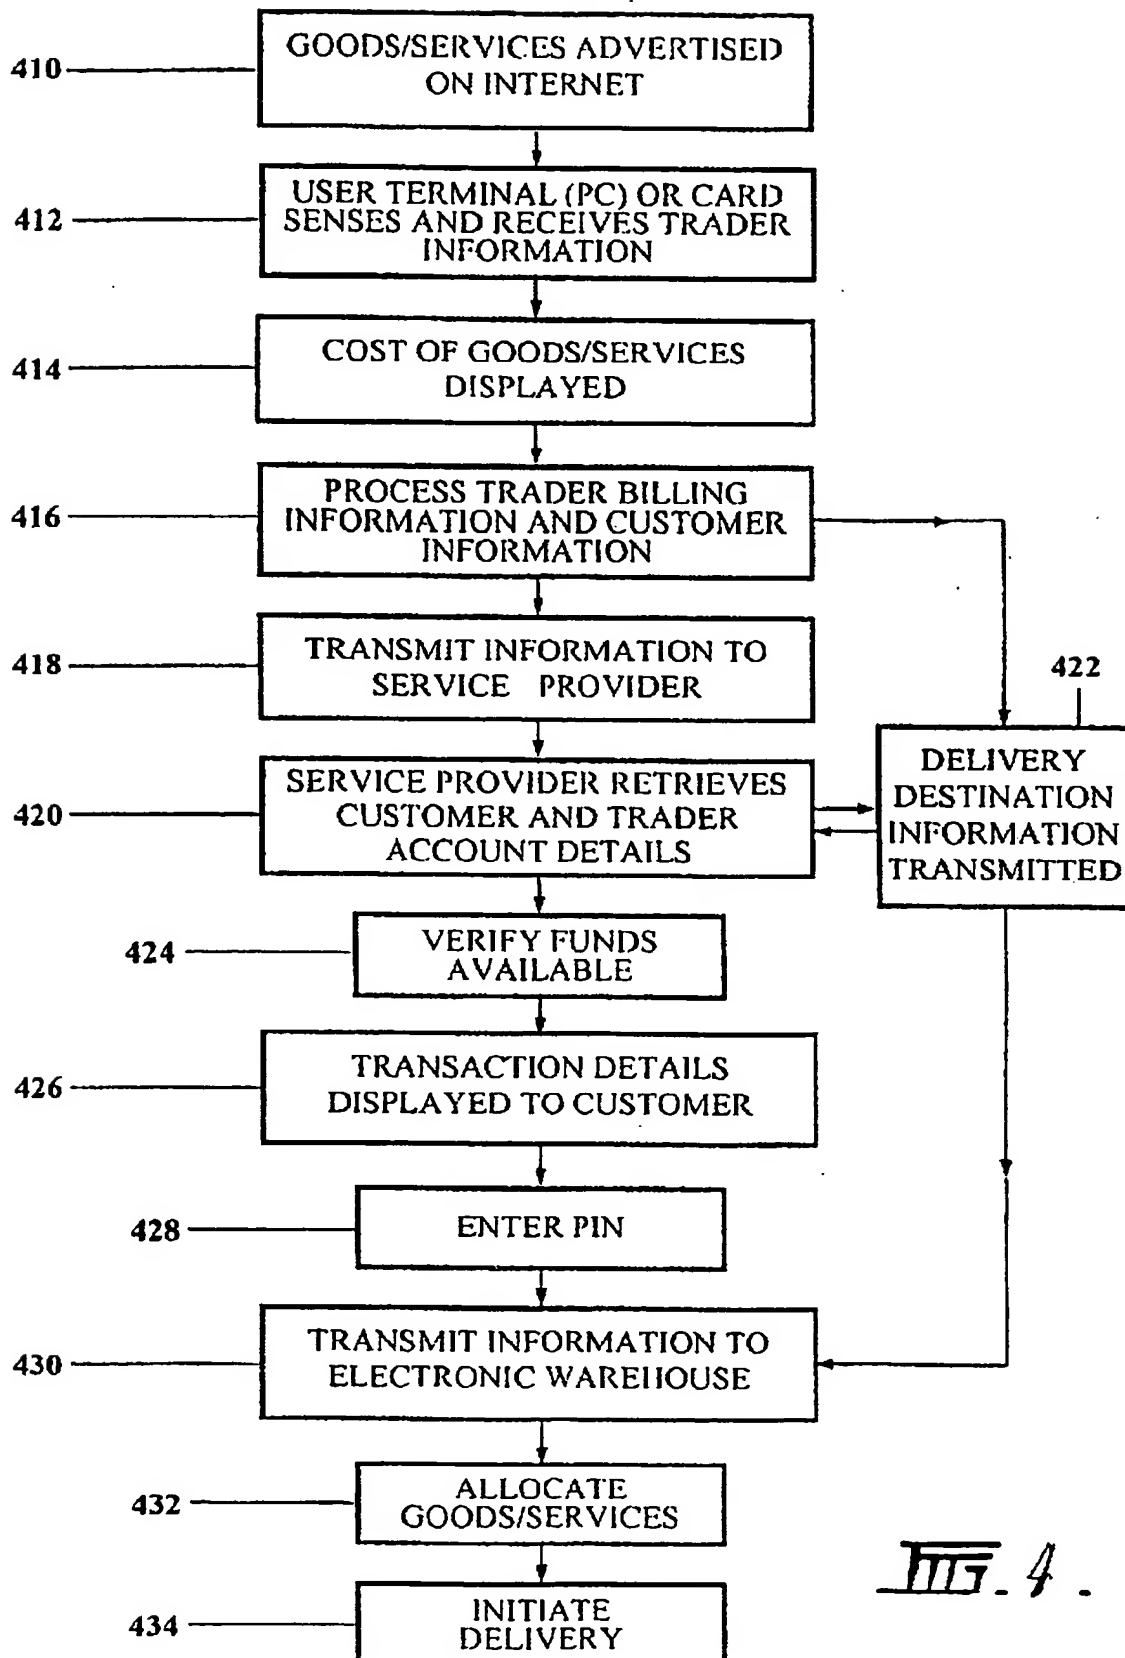 GOODS/SERVICES ADVERTISED
ON INTERNET
410
USER TERMINAL (PC) OR CARD
SENSES AND RECEIVES TRADER
INFORMATION
412
COST OF GOODS/SERVICES
DISPLAYED
414
PROCESS TRADER BILLING
INFORMATION AND CUSTOMER
INFORMATION
416
TRANSMIT INFORMATION TO
SERVICE PROVIDER
418
422
DELIVERY
DESTINATION
INFORMATION
TRANSMITTED
SERVICE PROVIDER RETRIEVES
CUSTOMER AND TRADER
ACCOUNT DETAILS
420
VERIFY FUNDS
AVAILABLE
424
TRANSACTION DETAILS
DISPLAYED TO CUSTOMER
426
ENTER PIN
428
TRANSMIT INFORMATION TO
ELECTRONIC WAREHOUSE
430
ALLOCATE
GOODS/SERVICES
432
INITIATE
DELIVERY
434
FIG. 4.